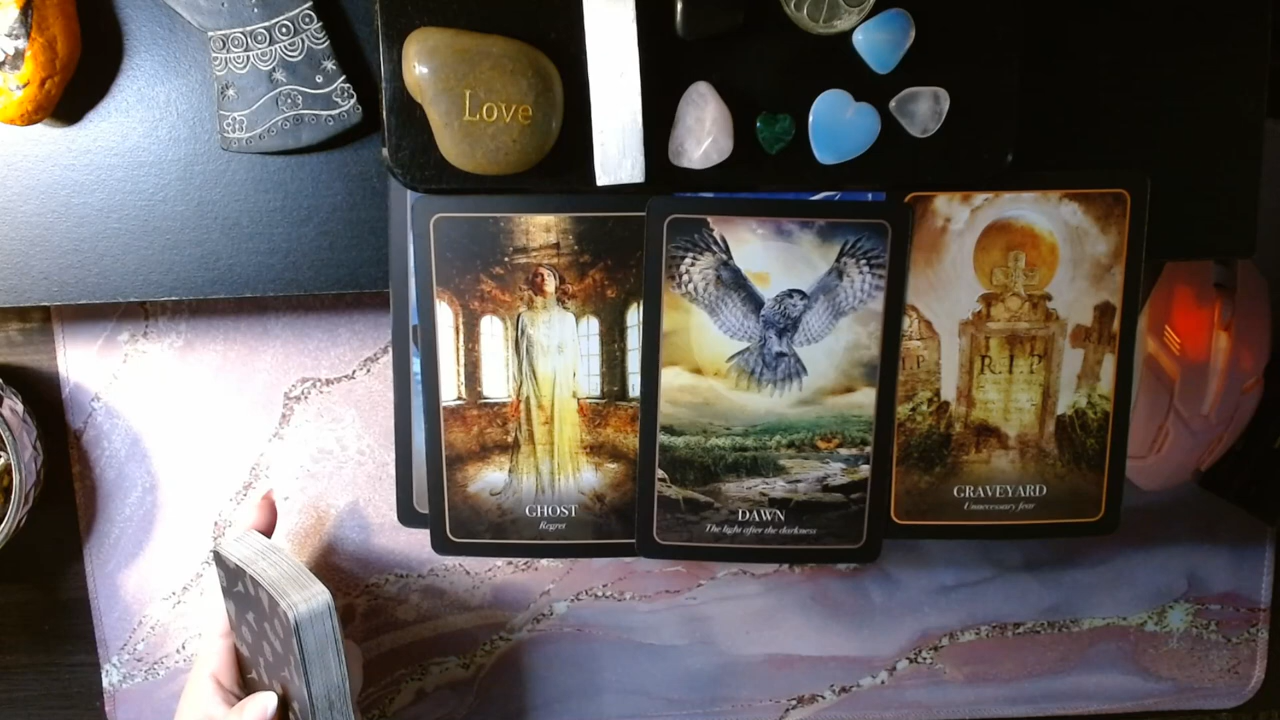 Love
GHOST
Regret
DAWN
The light after the darkness
I.P
R.I.P
R.I
GRAVEYARD
Unnecessary fear